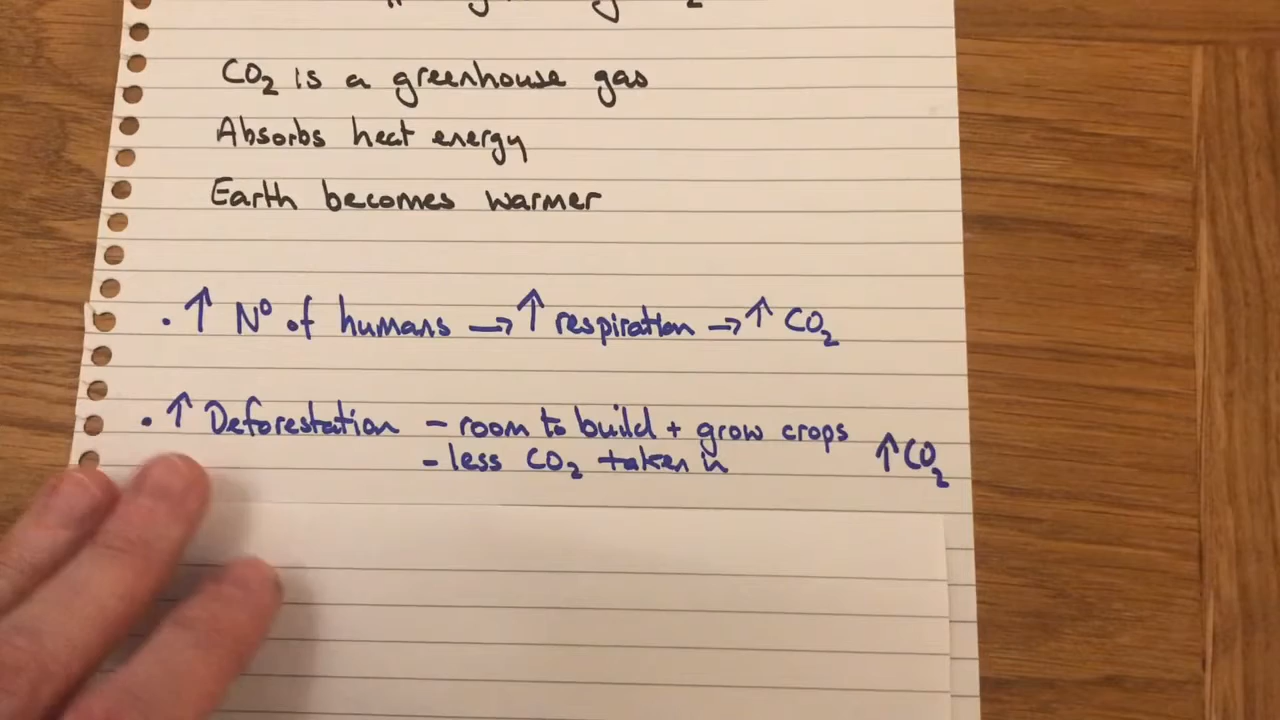 CO₂ is a greenhouse gas
Absorbs heat energy
Earth becomes warmer
. ↑ Nº of humans → ↑ respiration → ↑ CO₂
. ↑ Deforestation - room to build + grow crops
- less CO₂ taken in ↑ CO₂